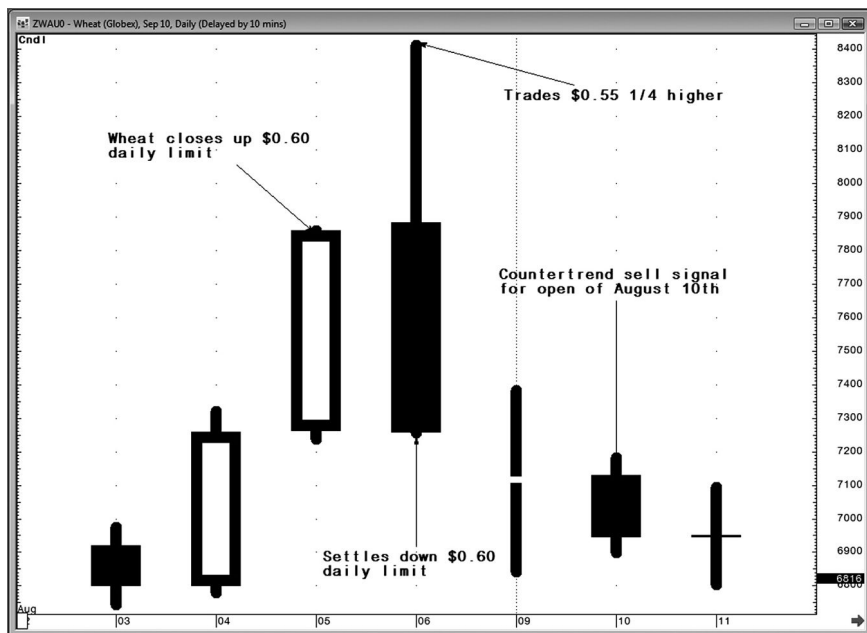 ZWAU0 - Wheat (Globex), Sep 10, Daily (Delayed by 10 mins)
Cndl
8400
Trades $0.55 1/4 higher
8300
8200
Wheat closes up $0.60
daily limit
8100
8000
7900
7800
Countertrend sell signal
for open of August 10th
7700
7600
7500
7400
7300
7200
7100
7000
Settles down $0.60
daily limit
6900
6816
6800
Aug
03
04
05
06
09
10
11